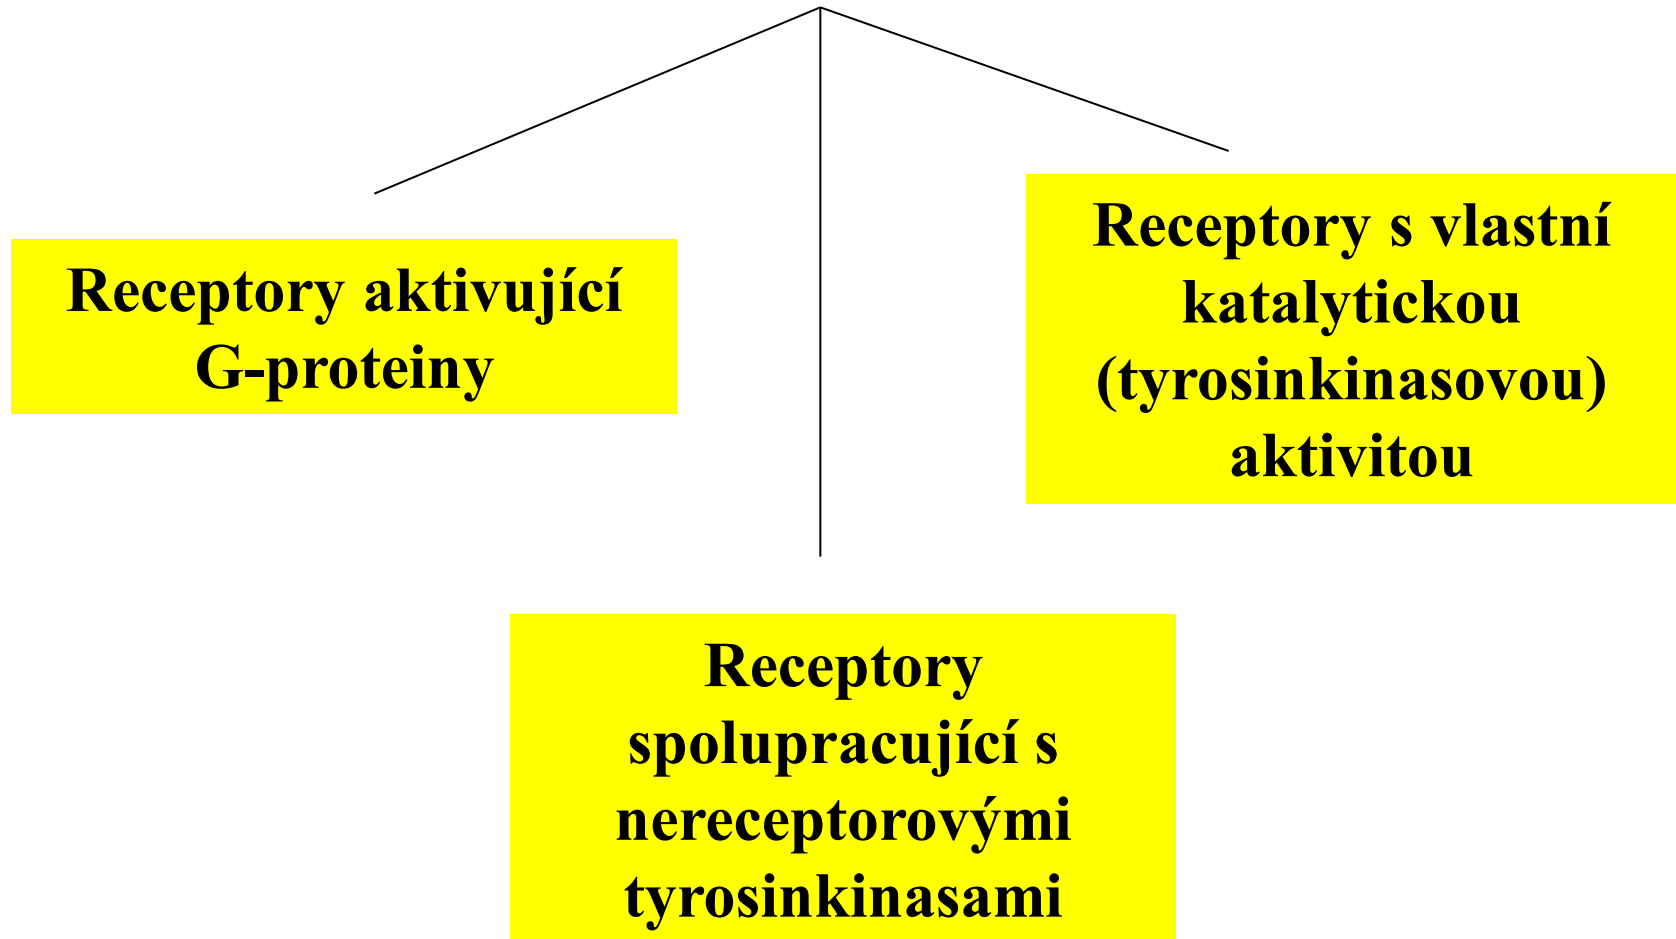 Receptory aktivující
G-proteiny
Receptory s vlastní
katalytickou
(tyrosinkinasovou)
aktivitou
Receptory
spolupracující s
nereceptorovými
tyrosinkinasami